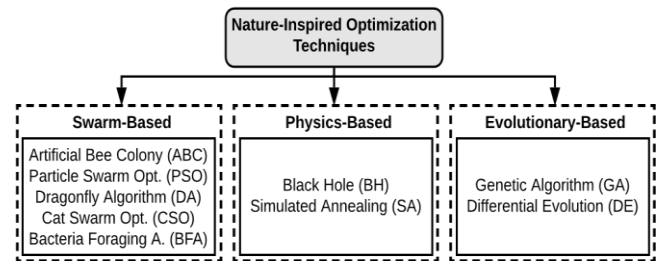 Nature-Inspired Optimization
Techniques
Swarm-Based
Artificial Bee Colony (ABC)
Particle Swarm Opt. (PSO)
Dragonfly Algorithm (DA)
Cat Swarm Opt. (CSO)
Bacteria Foraging A. (BFA)
Physics-Based
Black Hole (BH)
Simulated Annealing (SA)
Evolutionary-Based
Genetic Algorithm (GA)
Differential Evolution (DE)